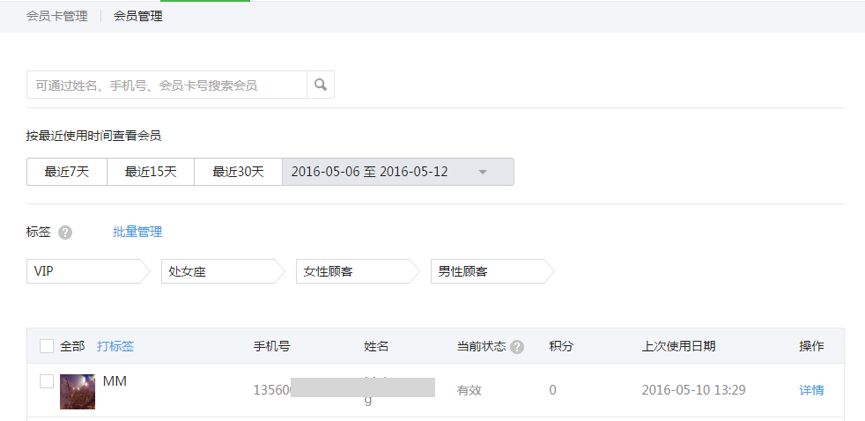 会员卡管理 | 会员管理
可通过姓名、手机号、会员卡号搜索会员
按最近使用时间查看会员
最近7天 最近15天 最近30天 2016-05-06 至 2016-05-12
标签 ? 批量管理
VIP 处女座 女性顾客 男性顾客
全部 打标签 手机号 姓名 当前状态 ? 积分 上次使用日期 操作
MM 13560 有效 0 2016-05-10 13:29 详情